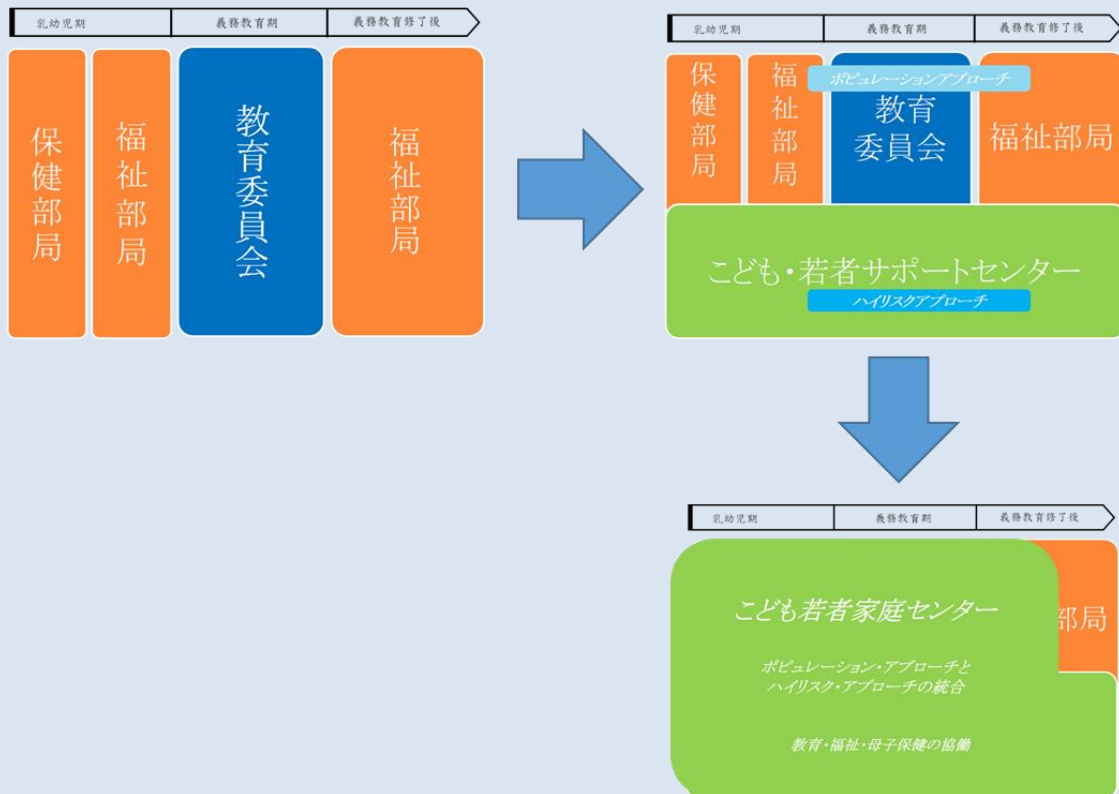 乳幼児期
義務教育期
義務教育修了後
保健部局
福祉部局
教育委員会
福祉部局
乳幼児期
義務教育期
義務教育修了後
保健部局
福祉部局
ポピュレーションアプローチ
教育
委員会
福祉部局
こども・若者サポートセンター
ハイリスクアプローチ
乳幼児期
義務教育期
義務教育修了後
こども若者家庭センター
部局
ポピュレーション・アプローチと
ハイリスク・アプローチの統合
教育・福祉・母子保健の協働